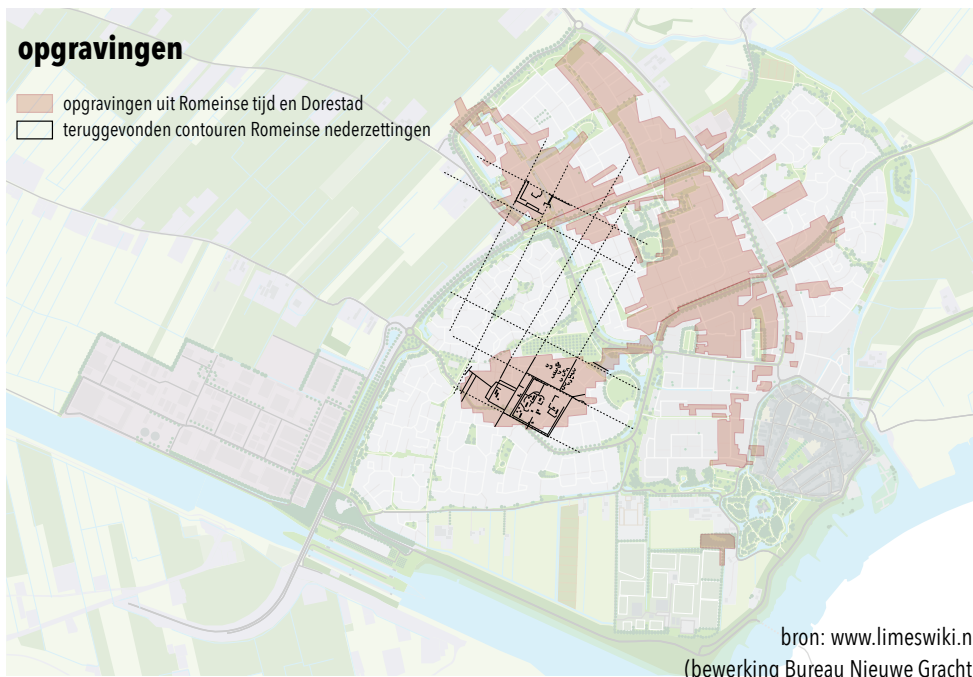 opgravingen
opgravingen uit Romeinse tijd en Dorestad
teruggevonden contouren Romeinse nederzettingen
bron: www.limeswiki.n
(bewerking Bureau Nieuwe Gracht